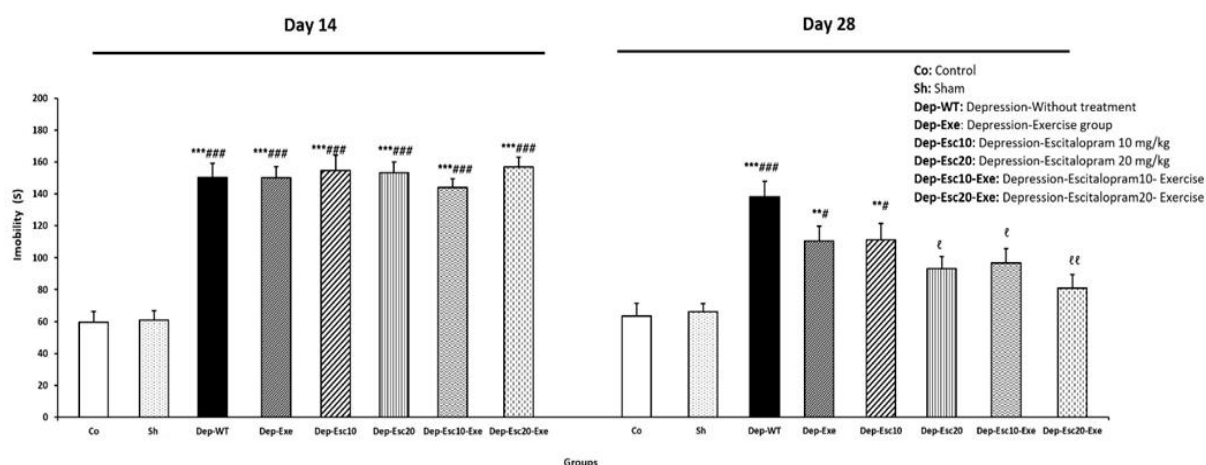 Day 14
Day 28
Co: Control
Sh: Sham
Dep-WT: Depression-Without treatment
Dep-Exe: Depression-Exercise group
Dep-Esc10: Depression-Escitalopram 10 mg/kg
Dep-Esc20: Depression-Escitalopram 20 mg/kg
Dep-Esc10-Exe: Depression-Escitalopram10- Exercise
Dep-Esc20-Exe: Depression-Escitalopram20- Exercise
Imobility (S)
200
180
160
140
120
100
80
60
40
20
0
***### ***### ***### ***### ***### ***###
***### **# **# ℓ ℓ ℓℓ
Co Sh Dep-WT Dep-Exe Dep-Esc10 Dep-Esc20 Dep-Esc10-Exe Dep-Esc20-Exe
Co Sh Dep-WT Dep-Exe Dep-Esc10 Dep-Esc20 Dep-Esc10-Exe Dep-Esc20-Exe
Groups